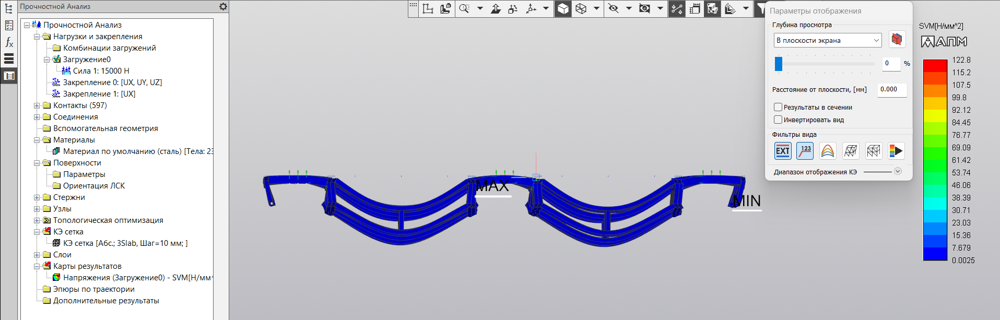 Прочностной Анализ
Прочностной Анализ
Нагрузки и закрепления
Комбинации загружений
Загружение0
Сила 1: 15000 Н
Закрепление 0: [UX, UY, UZ]
Закрепление 1: [UX]
Контакты (597)
Соединения
Вспомогательная геометрия
Материалы
Материал по умолчанию (сталь) [Тела: 23
Поверхности
Параметры
Ориентация ЛСК
Стержни
Узлы
Топологическая оптимизация
КЭ сетка
КЭ сетка [Абс.; 3Slab, Шаг=10 мм; ]
Слои
Карты результатов
Напряжения (Загружение0) - SVM[Н/мм^
Эпюры по траектории
Дополнительные результаты
fx
MAX
MIN
Параметры отображения
Глубина просмотра
В плоскости экрана
0 %
Расстояние от плоскости, [мм] 0.000
Результаты в сечении
Инвертировать вид
Фильтры вида
EXT 123
Диапазон отображения КЭ
SVM[Н/мм^2]
АПМ
122.8
115.2
107.5
99.8
92.12
84.45
76.77
69.09
61.42
53.74
46.06
38.39
30.71
23.03
15.36
7.679
0.0025